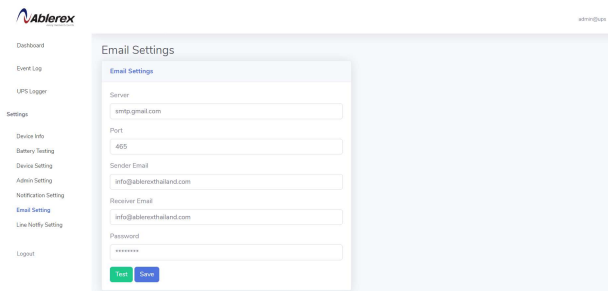 Ablerex
admin@ups
Dashboard
Event Log
UPS Logger
Settings
Device Info
Battery Testing
Device Setting
Admin Setting
Notification Setting
Email Setting
Line Notfiy Setting
Logout
Email Settings
Email Settings
Server
smtp.gmail.com
Port
465
Sender Email
info@ablerexthailand.com
Receiver Email
info@ablerexthailand.com
Password
********
Test Save